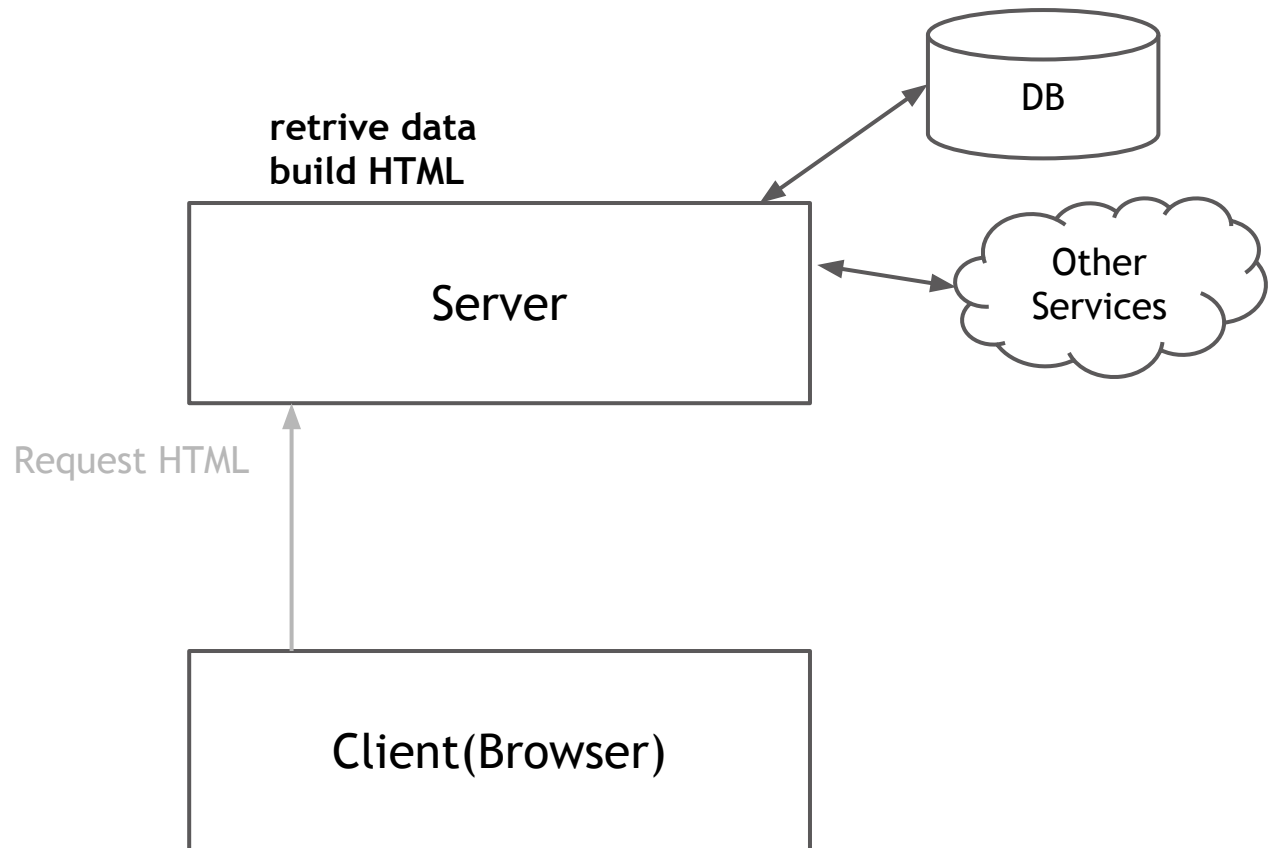 retrive data
build HTML
DB
Other
Services
Server
Request HTML
Client(Browser)